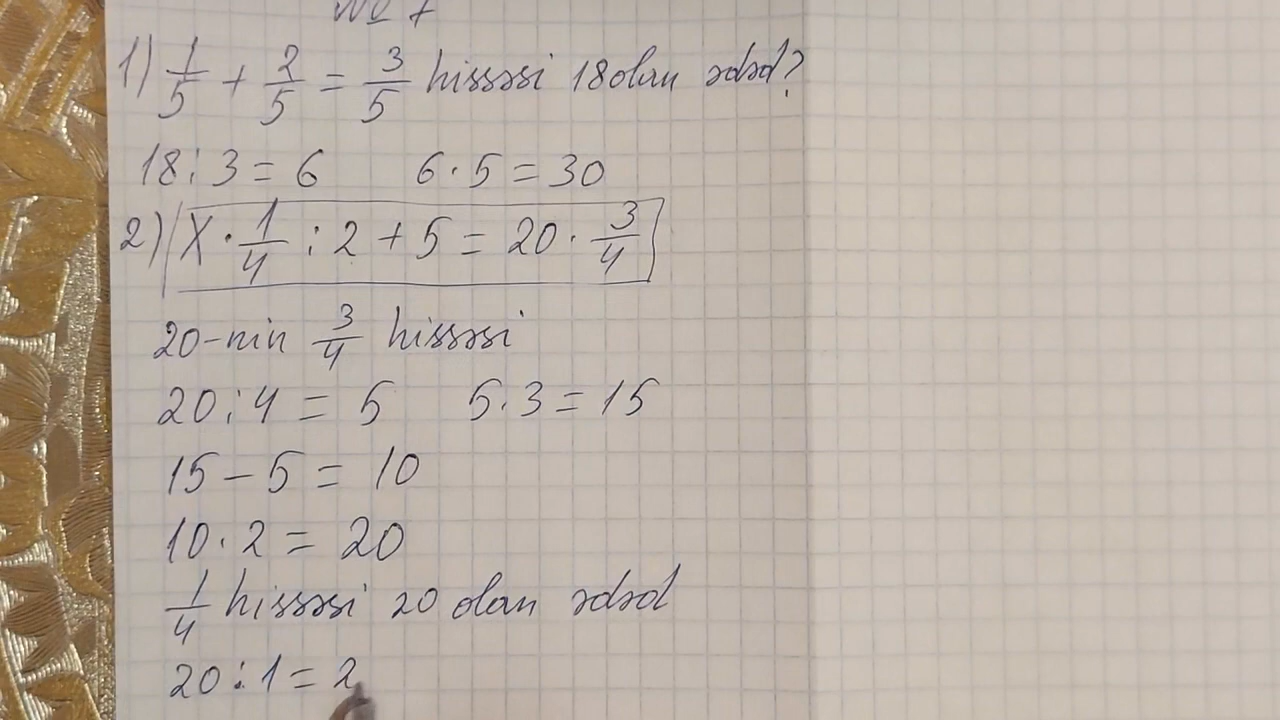 № 7
1) 1/5 + 2/5 = 3/5 hissəsi 18 olan ədəd?
18 : 3 = 6 6 · 5 = 30
2) X · 1/4 : 2 + 5 = 20 · 3/4
20-nin 3/4 hissəsi
20 : 4 = 5 5 · 3 = 15
15 - 5 = 10
10 · 2 = 20
1/4 hissəsi 20 olan ədəd
20 : 1 = 2